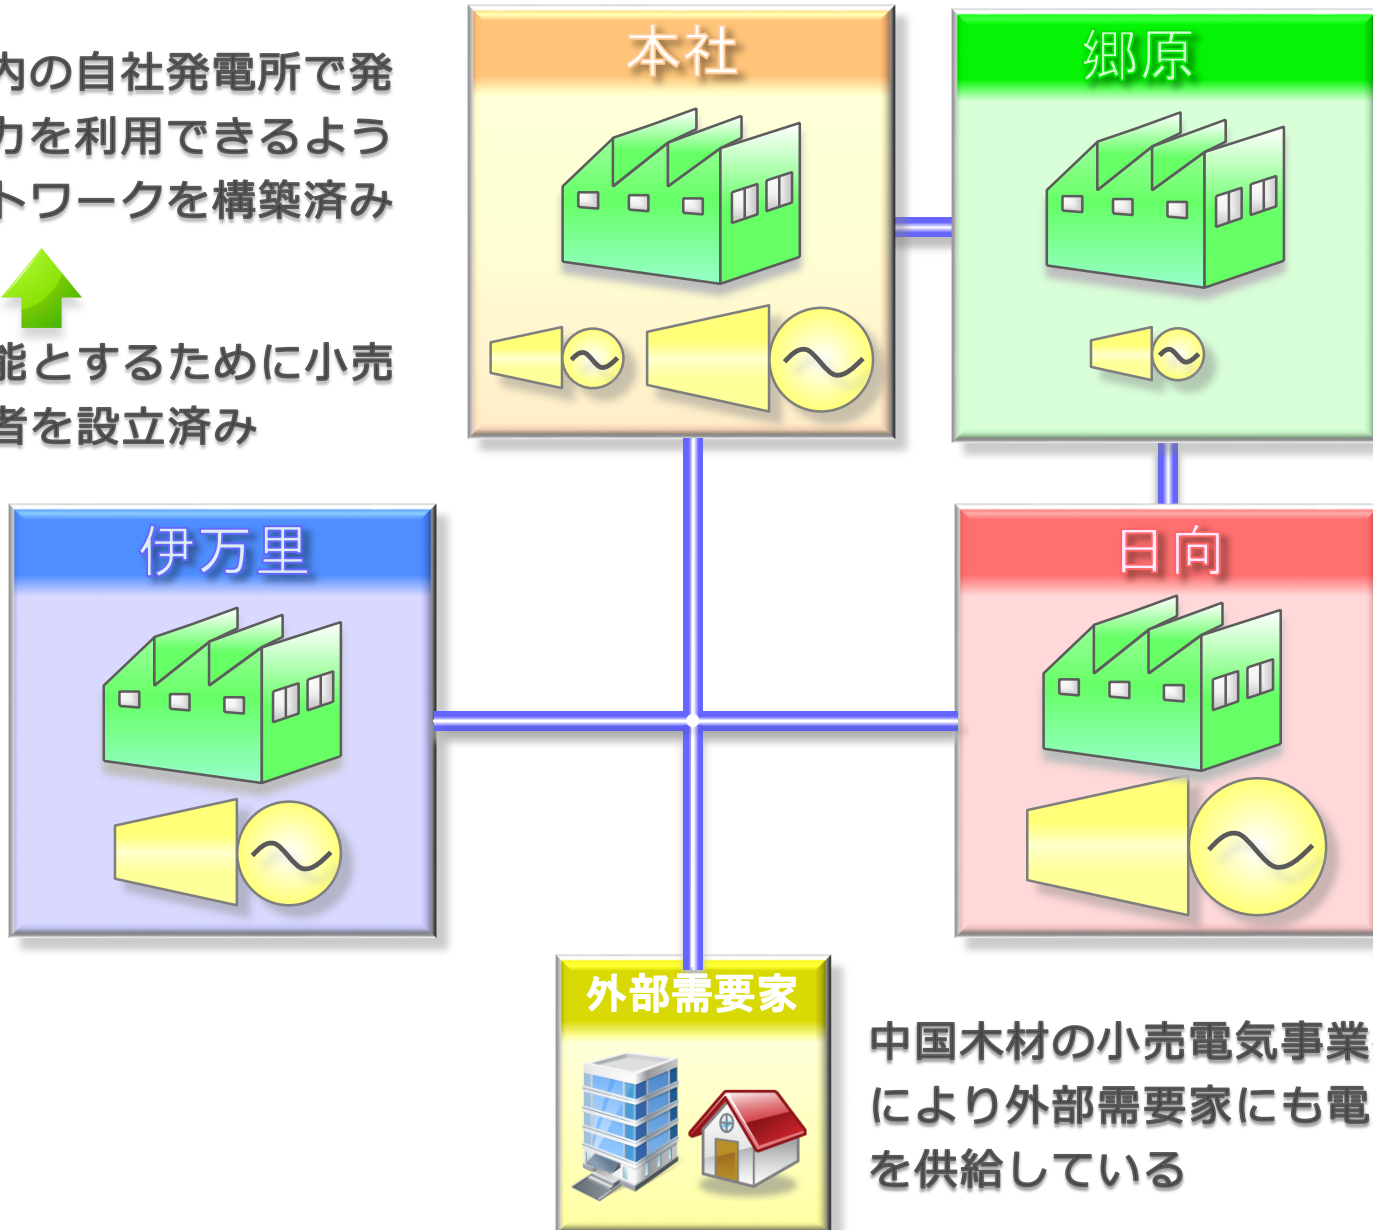 内の自社発電所で発
力を利用できるよう
トワークを構築済み
能とするために小売
者を設立済み
本社
郷原
伊万里
日向
外部需要家
中国木材の小売電気事業
により外部需要家にも電
を供給している